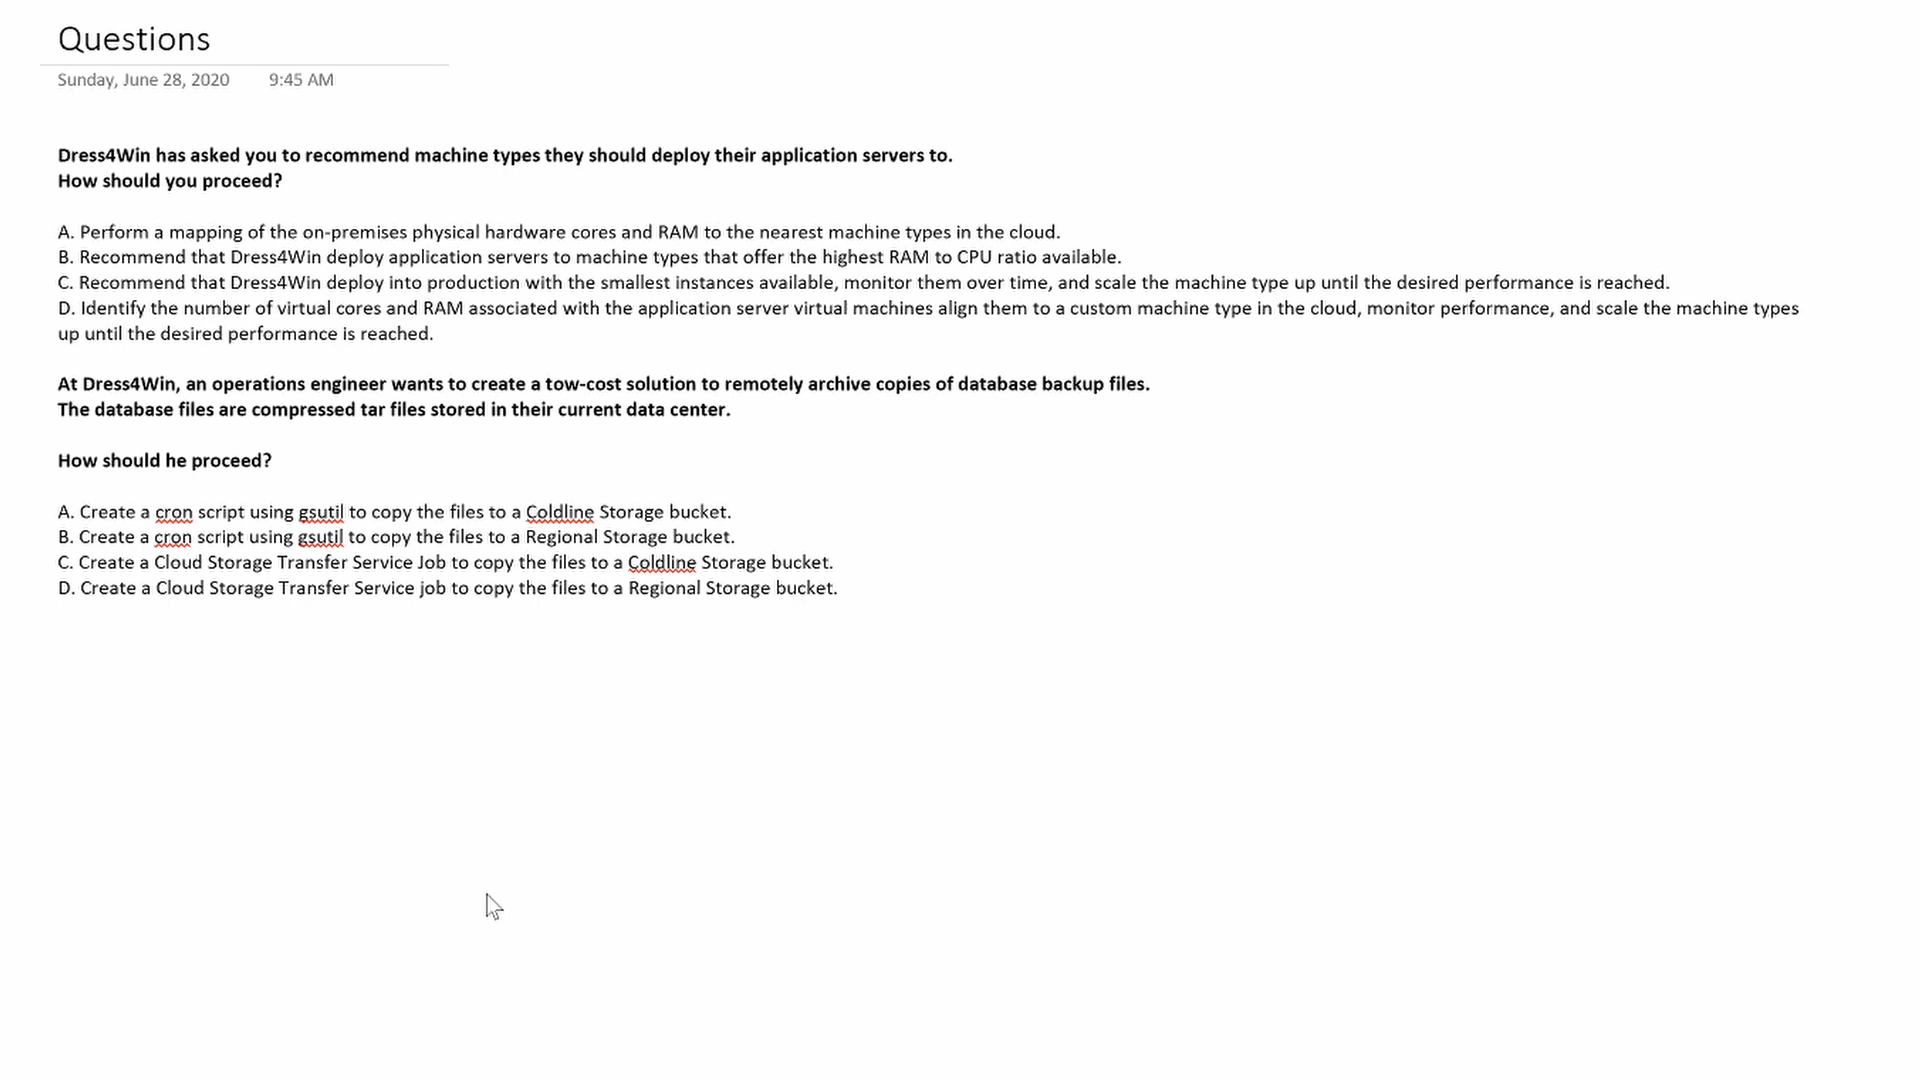 Questions
Sunday, June 28, 2020 9:45 AM
Dress4Win has asked you to recommend machine types they should deploy their application servers to.
How should you proceed?
A. Perform a mapping of the on-premises physical hardware cores and RAM to the nearest machine types in the cloud.
B. Recommend that Dress4Win deploy application servers to machine types that offer the highest RAM to CPU ratio available.
C. Recommend that Dress4Win deploy into production with the smallest instances available, monitor them over time, and scale the machine type up until the desired performance is reached.
D. Identify the number of virtual cores and RAM associated with the application server virtual machines align them to a custom machine type in the cloud, monitor performance, and scale the machine types
up until the desired performance is reached.
At Dress4Win, an operations engineer wants to create a tow-cost solution to remotely archive copies of database backup files.
The database files are compressed tar files stored in their current data center.
How should he proceed?
A. Create a cron script using gsutil to copy the files to a Coldline Storage bucket.
B. Create a cron script using gsutil to copy the files to a Regional Storage bucket.
C. Create a Cloud Storage Transfer Service Job to copy the files to a Coldline Storage bucket.
D. Create a Cloud Storage Transfer Service job to copy the files to a Regional Storage bucket.